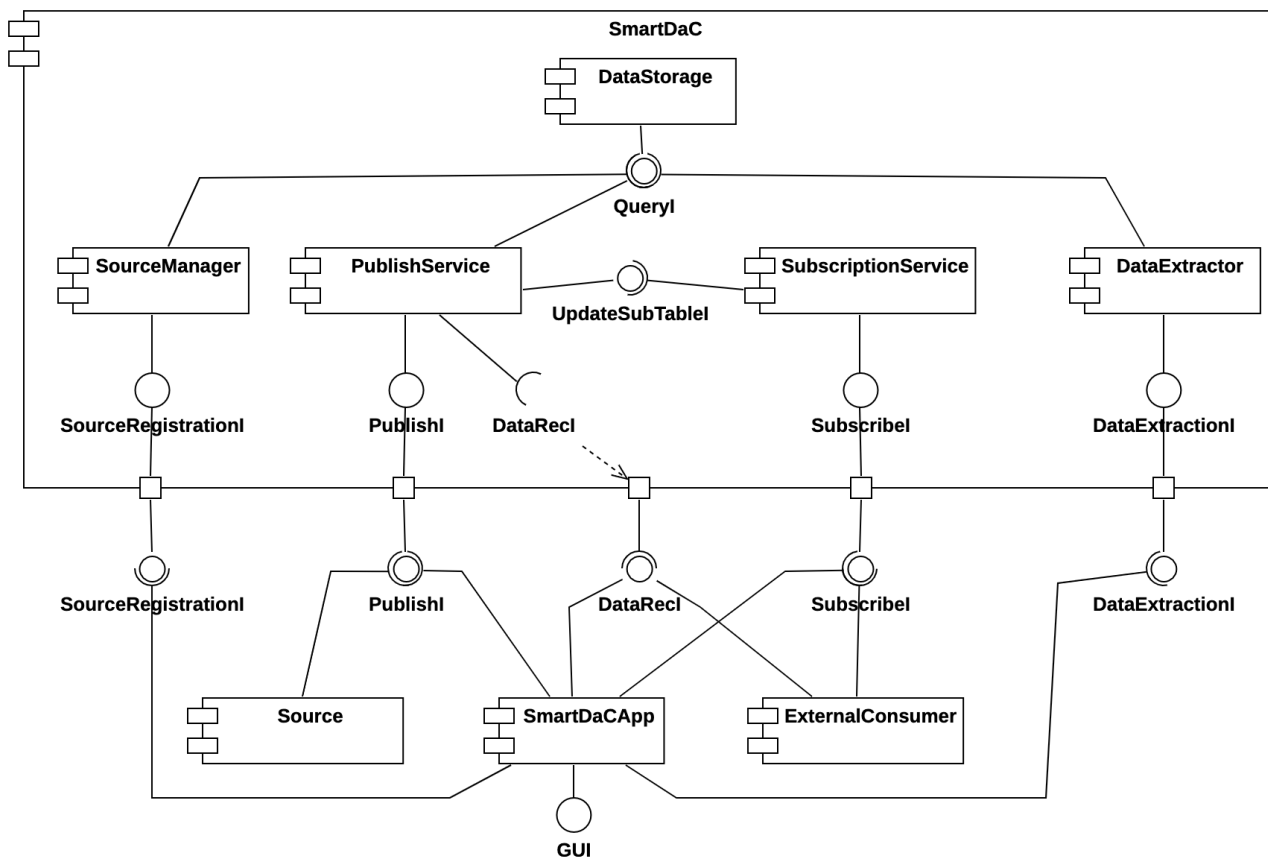 SmartDaC
DataStorage
QueryI
SourceManager
PublishService
SubscriptionService
DataExtractor
UpdateSubTableI
SourceRegistrationI
PublishI
DataRecI
SubscribeI
DataExtractionI
SourceRegistrationI
PublishI
DataRecI
SubscribeI
DataExtractionI
Source
SmartDaCApp
ExternalConsumer
GUI